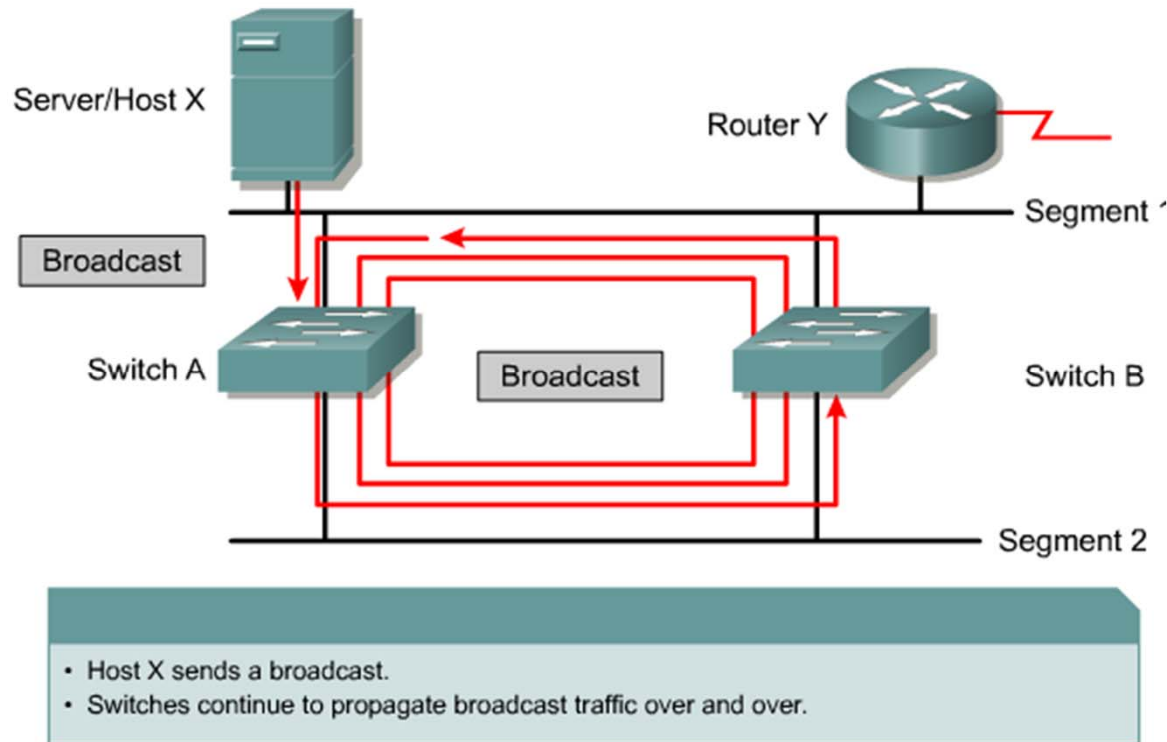 Server/Host X
Router Y
Segment 1
Broadcast
Switch A
Broadcast
Switch B
Segment 2
• Host X sends a broadcast.
• Switches continue to propagate broadcast traffic over and over.